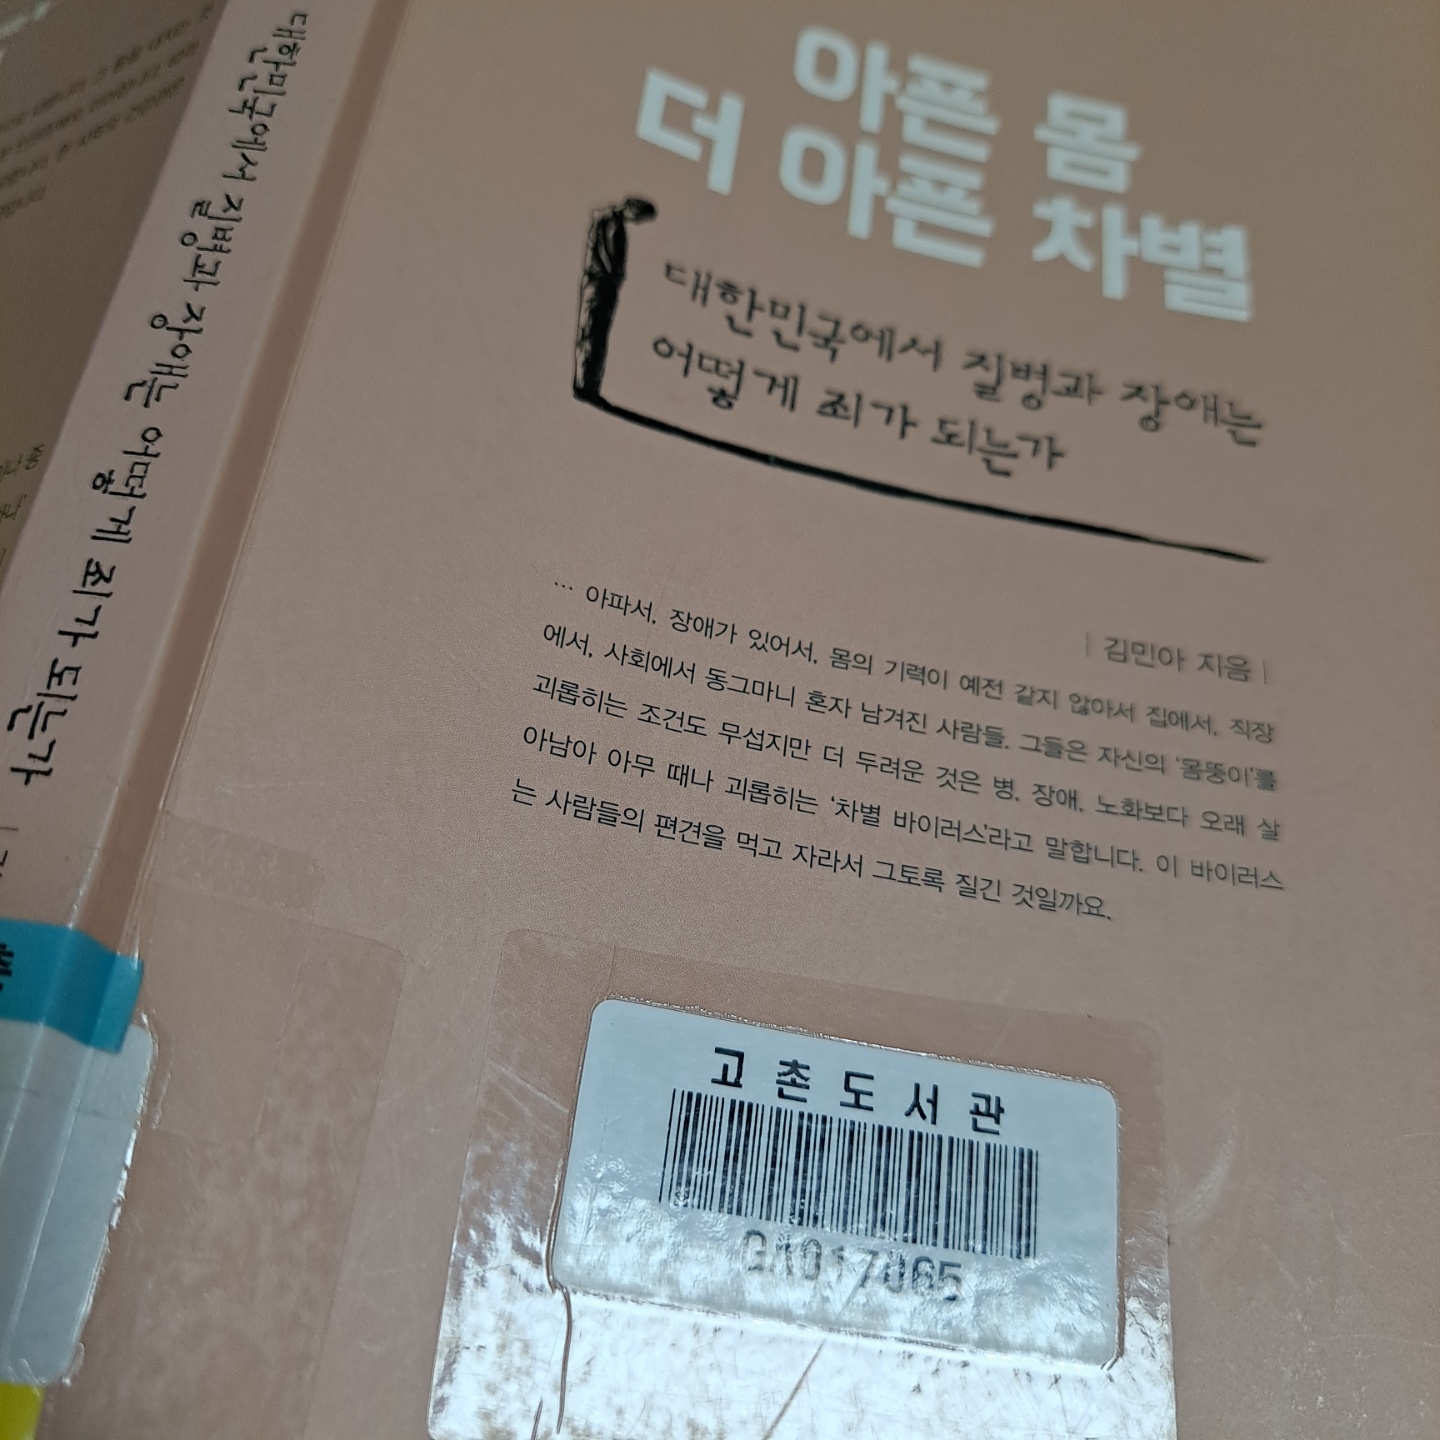 대한민국에서 질병과 장애는 어떻게 죄가 되는가
아픈 몸
더 아픈 차별
대한민국에서 질병과 장애는
어떻게 죄가 되는가
| 김민아 지음 |
… 아파서, 장애가 있어서, 몸의 기력이 예전 같지 않아서 집에서, 직장
에서, 사회에서 동그마니 혼자 남겨진 사람들. 그들은 자신의 '몸뚱이'를
괴롭히는 조건도 무섭지만 더 두려운 것은 병, 장애, 노화보다 오래 살
아남아 아무 때나 괴롭히는 '차별 바이러스'라고 말합니다. 이 바이러스
는 사람들의 편견을 먹고 자라서 그토록 질긴 것일까요.
고촌도서관